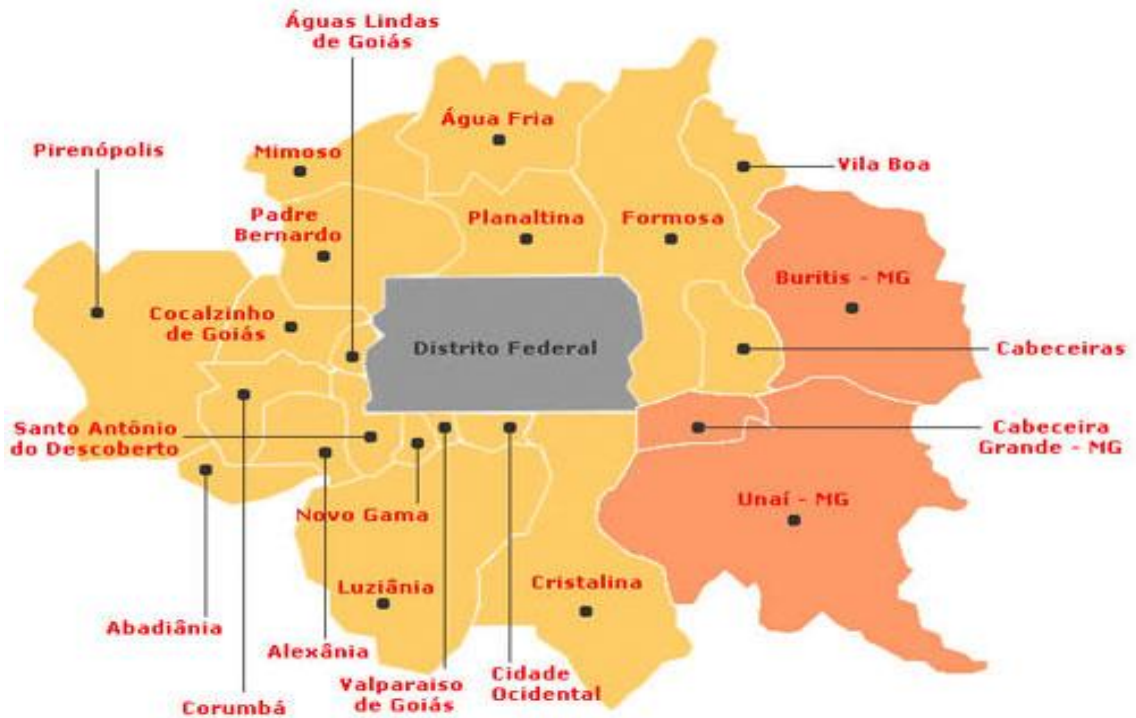 Águas Lindas
de Goiás
Água Fria
Pirenópolis
Mimoso
Vila Boa
Padre
Bernardo
Planaltina
Formosa
Buritis - MG
Cocalzinho
de Goiás
Distrito Federal
Cabeceiras
Santo Antônio
do Descoberto
Cabeceira
Grande - MG
Unaí - MG
Novo Gama
Luziânia
Cristalina
Abadiânia
Alexânia
Valparaiso
de Goiás
Cidade
Ocidental
Corumbá